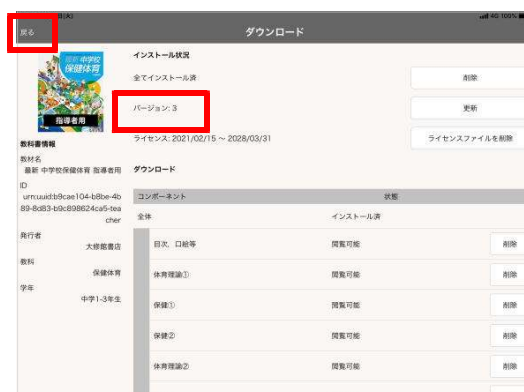 日(火) 4G 100%
戻る
ダウンロード
最新 中学校
保健体育
指導者用
教科書情報
教材名
最新 中学校保健体育 指導者用
ID
urn:uuid:b9cae104-b8be-4b
89-8d83-b9c898624ca5-tea
cher
発行者
大修館書店
教科
保健体育
学年
中学1-3年生
インストール状況
全てインストール済 削除
バージョン: 3 更新
ライセンス: 2021/02/15 ~ 2028/03/31 ライセンスファイルを削除
ダウンロード
コンポーネント 状態
全体 インストール済
目次、口絵等 閲覧可能 削除
体育理論① 閲覧可能 削除
保健① 閲覧可能 削除
保健② 閲覧可能 削除
体育理論② 閲覧可能 削除